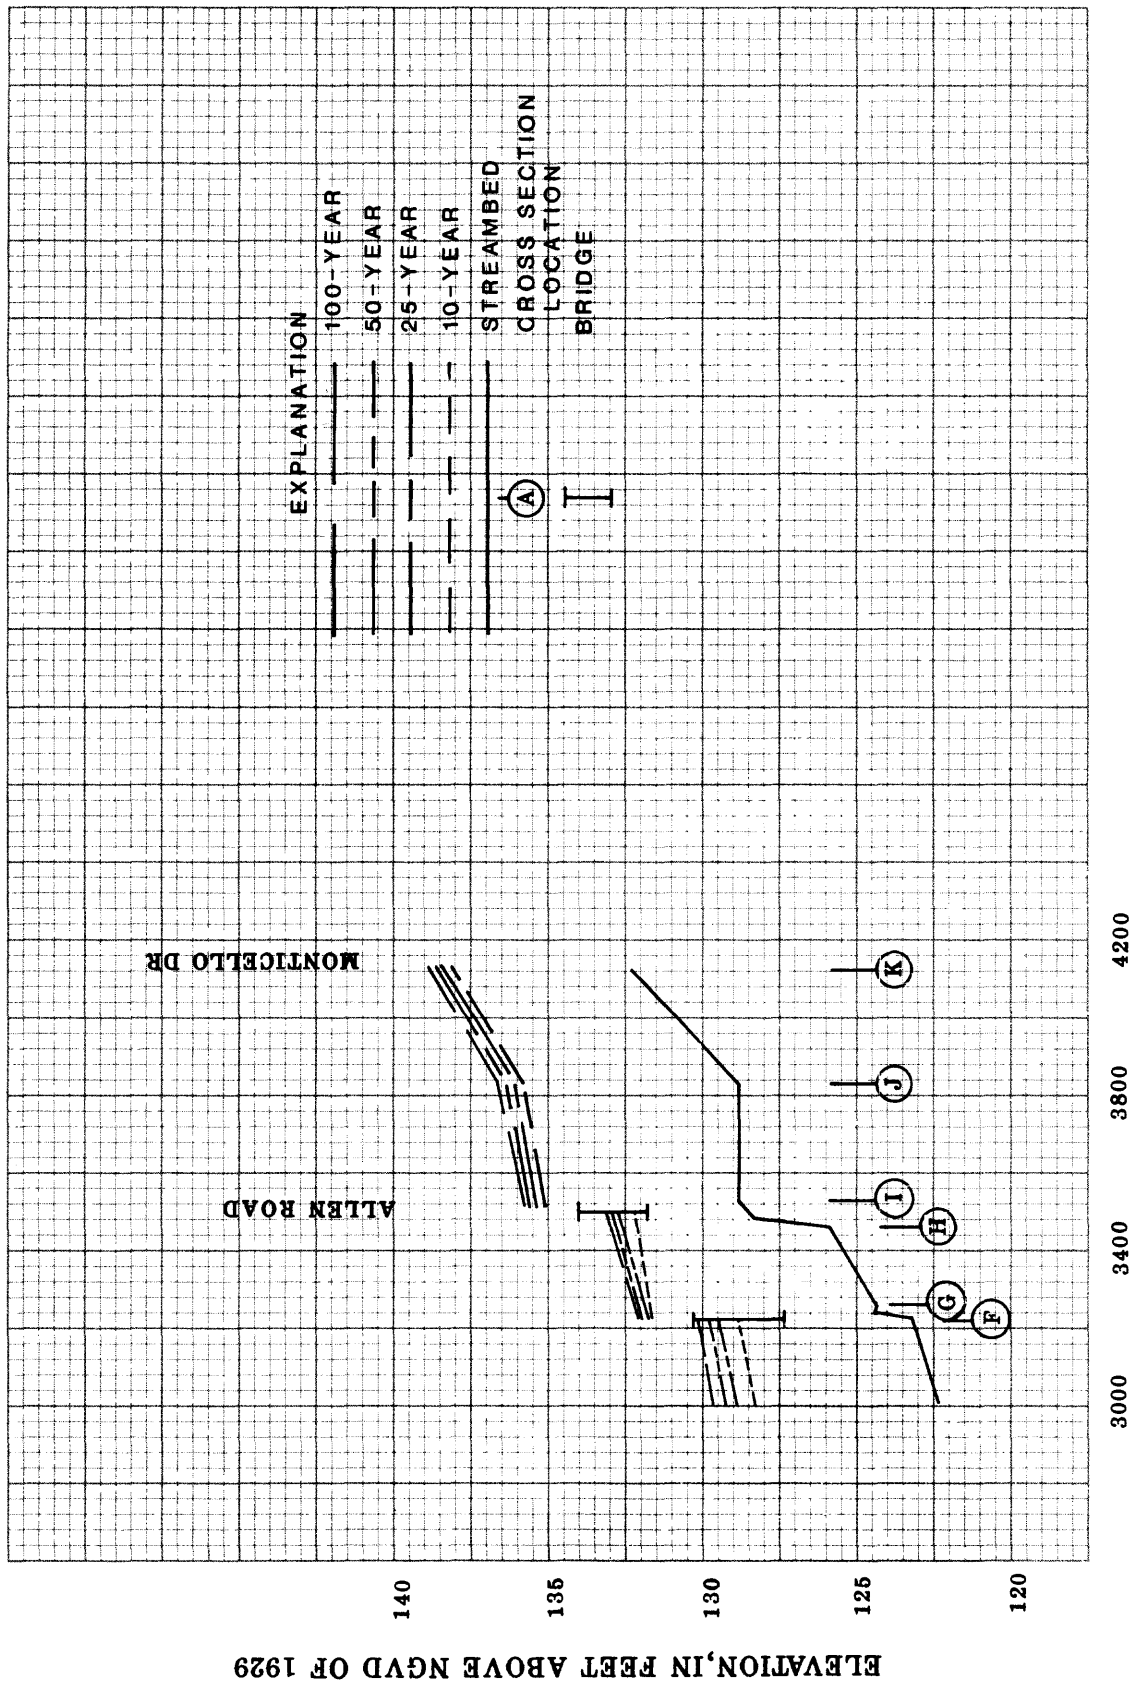 ELEVATION, IN FEET ABOVE NGVD OF 1929
140
135
130
125
120
ALLEN ROAD
MONTICELLO DR
EXPLANATION
100-YEAR
50-YEAR
25-YEAR
10-YEAR
STREAMBED
A
CROSS SECTION
LOCATION
BRIDGE
F
G
H
I
J
K
3000
3400
3800
4200